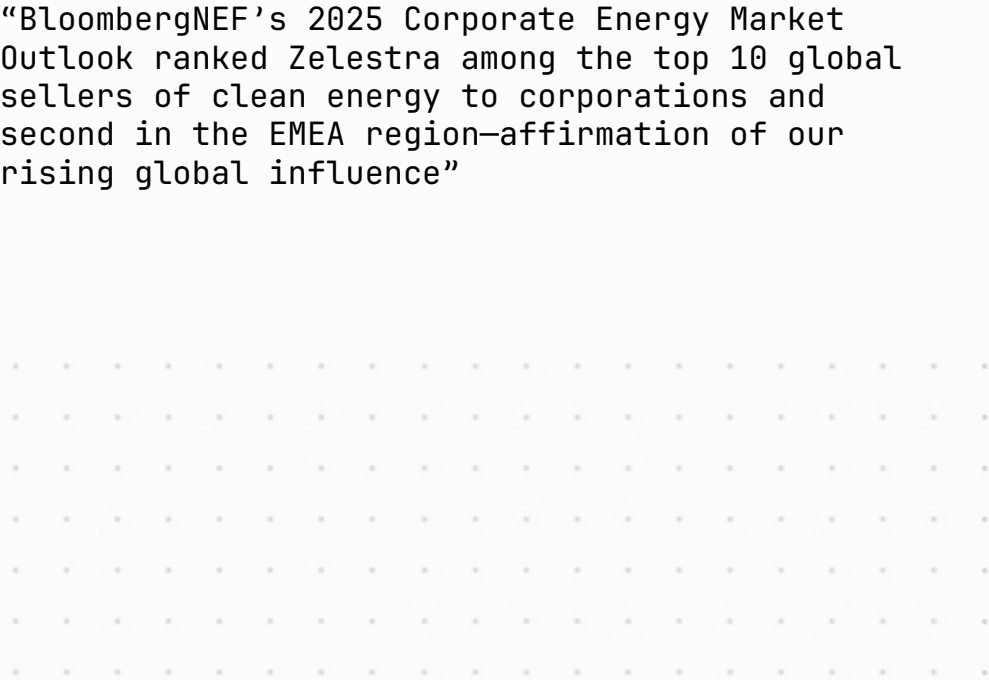 “BloombergNEF’s 2025 Corporate Energy Market
Outlook ranked Zelestra among the top 10 global
sellers of clean energy to corporations and
second in the EMEA region—affirmation of our
rising global influence”